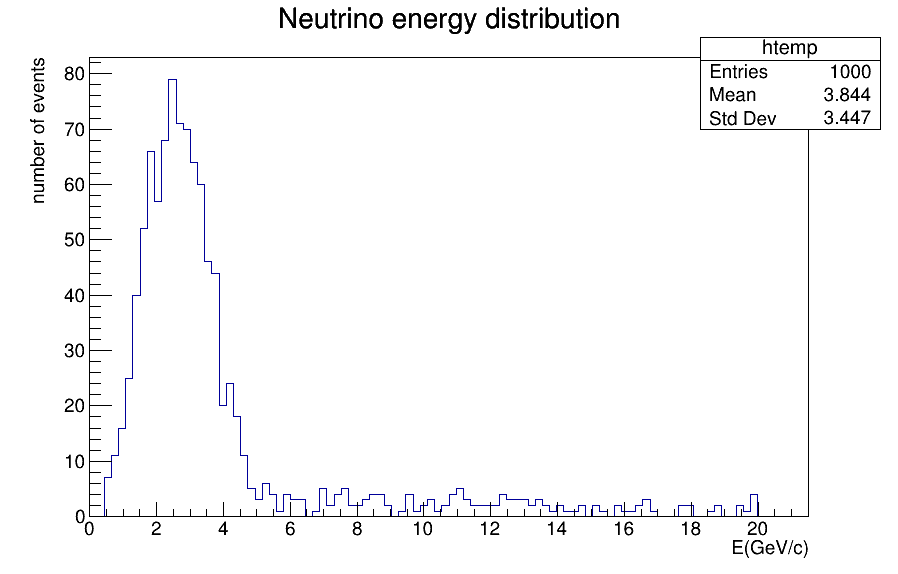 Neutrino energy distribution
htemp
Entries 1000
Mean 3.844
Std Dev 3.447
number of events
80
70
60
50
40
30
20
10
0
0 2 4 6 8 10 12 14 16 18 20
E(GeV/c)